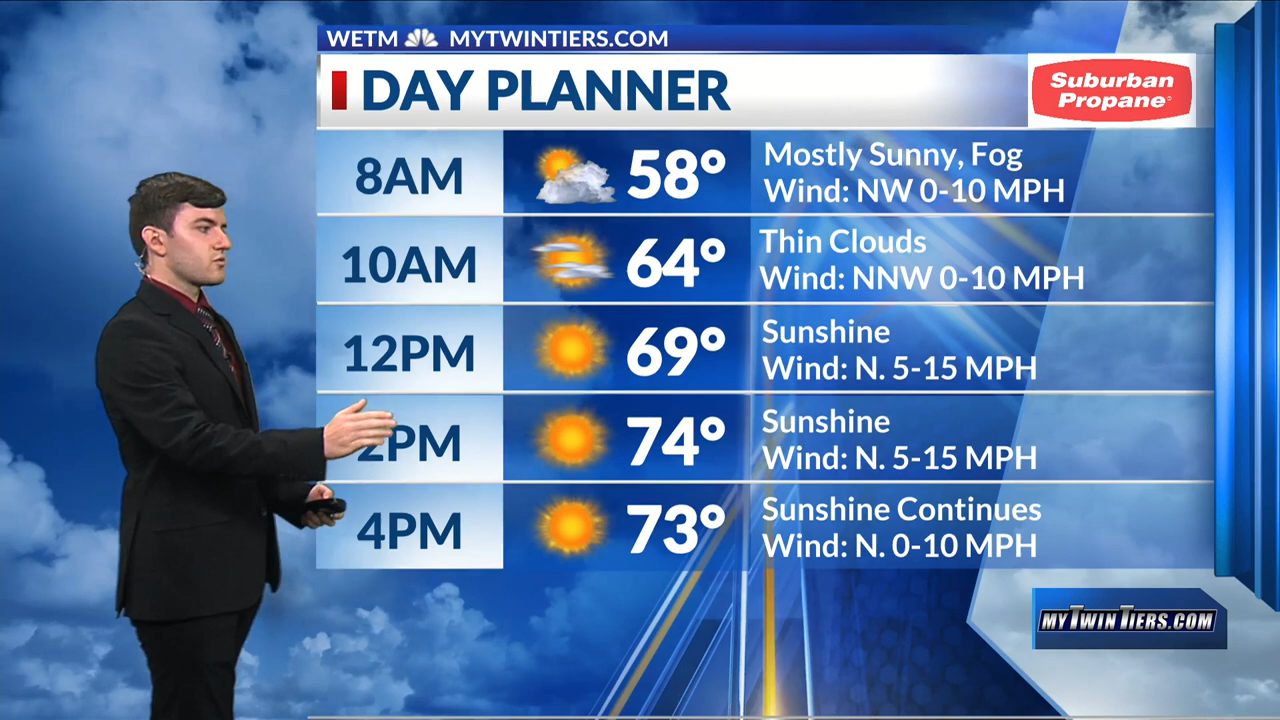 WETM MYTWINTIERS.COM
DAY PLANNER
Suburban
Propane
8AM 58° Mostly Sunny, Fog
Wind: NW 0-10 MPH
10AM 64° Thin Clouds
Wind: NNW 0-10 MPH
12PM 69° Sunshine
Wind: N. 5-15 MPH
2PM 74° Sunshine
Wind: N. 5-15 MPH
4PM 73° Sunshine Continues
Wind: N. 0-10 MPH
MYTWINTIERS.COM